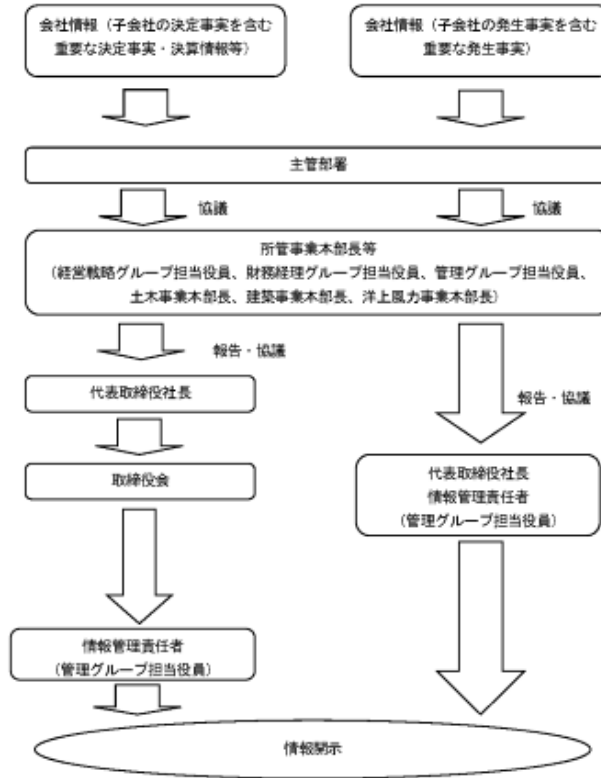 会社情報（子会社の決定事実を含む
重要な決定事実・決算情報等）
会社情報（子会社の発生事実を含む
重要な発生事実）
主管部署
協議
協議
所管事業本部長等
（経営戦略グループ担当役員、財務経理グループ担当役員、管理グループ担当役員、
土木事業本部長、建築事業本部長、洋上風力事業本部長）
報告・協議
代表取締役社長
報告・協議
取締役会
代表取締役社長
情報管理責任者
（管理グループ担当役員）
情報管理責任者
（管理グループ担当役員）
情報開示